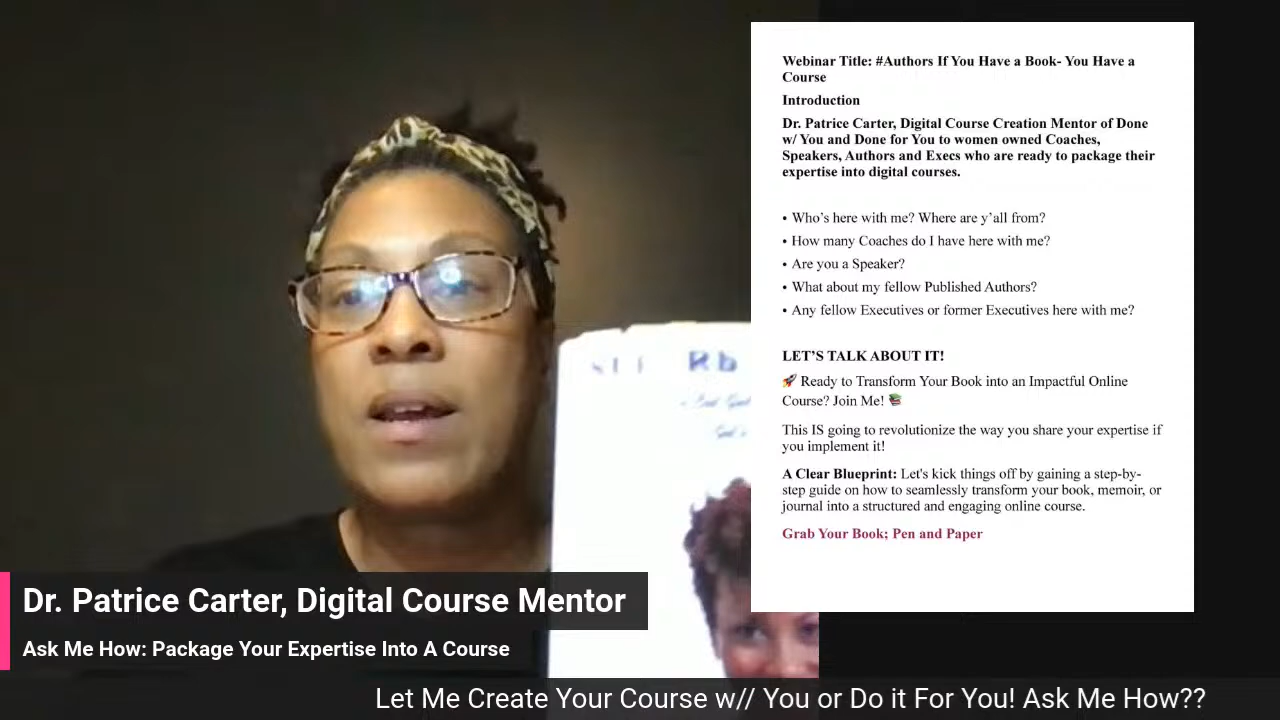 Webinar Title: #Authors If You Have a Book- You Have a
Course
Introduction
Dr. Patrice Carter, Digital Course Creation Mentor of Done
w/ You and Done for You to women owned Coaches,
Speakers, Authors and Execs who are ready to package their
expertise into digital courses.
• Who’s here with me? Where are y’all from?
• How many Coaches do I have here with me?
• Are you a Speaker?
• What about my fellow Published Authors?
• Any fellow Executives or former Executives here with me?
LET’S TALK ABOUT IT!
🚀 Ready to Transform Your Book into an Impactful Online
Course? Join Me! 📚
This IS going to revolutionize the way you share your expertise if
you implement it!
A Clear Blueprint: Let's kick things off by gaining a step-by-
step guide on how to seamlessly transform your book, memoir, or
journal into a structured and engaging online course.
Grab Your Book; Pen and Paper
Dr. Patrice Carter, Digital Course Mentor
Ask Me How: Package Your Expertise Into A Course
Let Me Create Your Course w// You or Do it For You! Ask Me How??